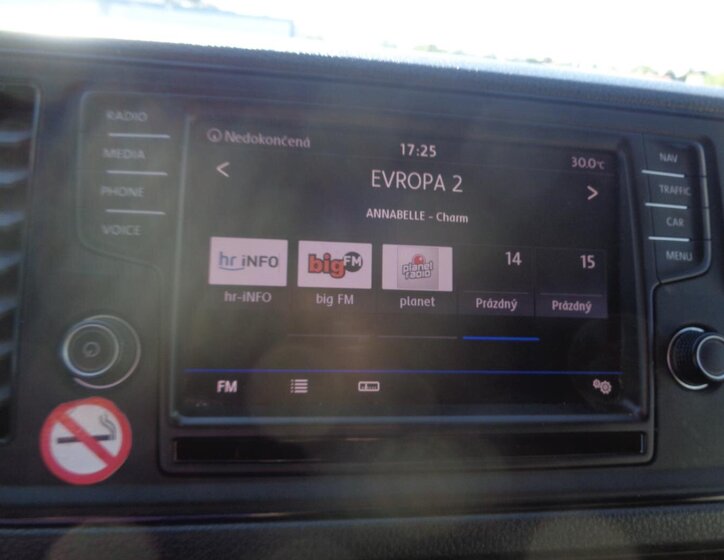 RADIO
MEDIA
PHONE
VOICE
Nedokončená
17:25
30.0°C
<
EVROPA 2
>
ANNABELLE - Charm
hr iNFO
bigFM
planet radio
14
15
hr-iNFO
big FM
planet
Prázdný
Prázdný
FM
NAV
TRAFFIC
CAR
MENU